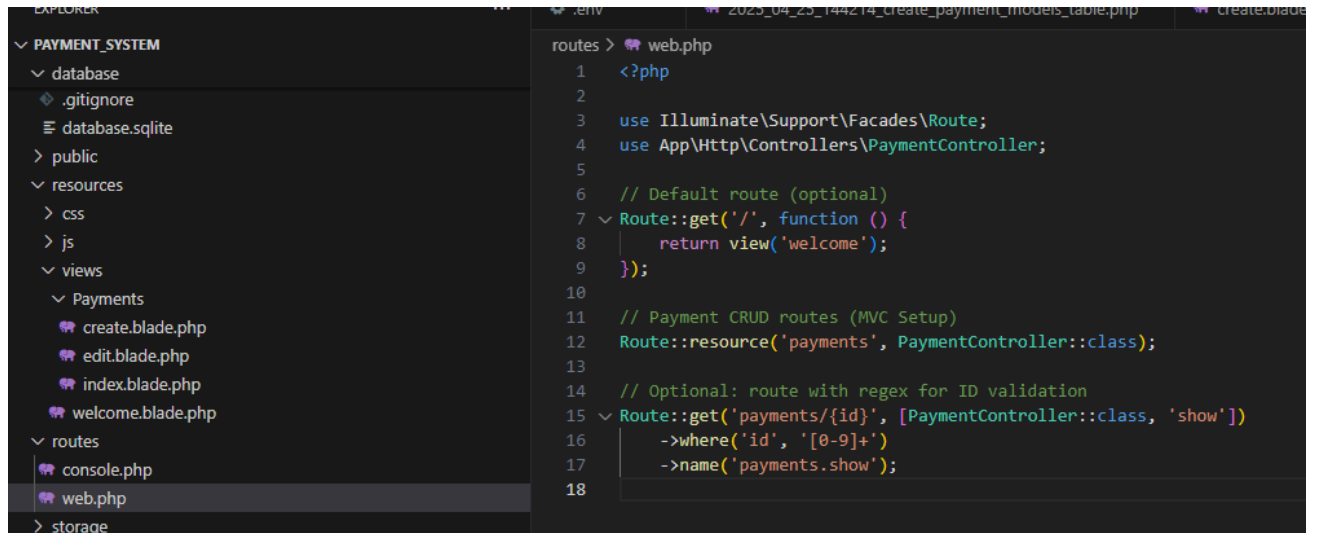 EXPLORER
...
.env
2025_04_25_144214_create_payment_models_table.php
create.blade
PAYMENT_SYSTEM
database
.gitignore
database.sqlite
public
resources
css
js
views
Payments
create.blade.php
edit.blade.php
index.blade.php
welcome.blade.php
routes
console.php
web.php
storage
routes > web.php
1 <?php
2
3 use Illuminate\Support\Facades\Route;
4 use App\Http\Controllers\PaymentController;
5
6 // Default route (optional)
7 Route::get('/', function () {
8     return view('welcome');
9 });
10
11 // Payment CRUD routes (MVC Setup)
12 Route::resource('payments', PaymentController::class);
13
14 // Optional: route with regex for ID validation
15 Route::get('payments/{id}', [PaymentController::class, 'show'])
16     ->where('id', '[0-9]+')
17     ->name('payments.show');
18